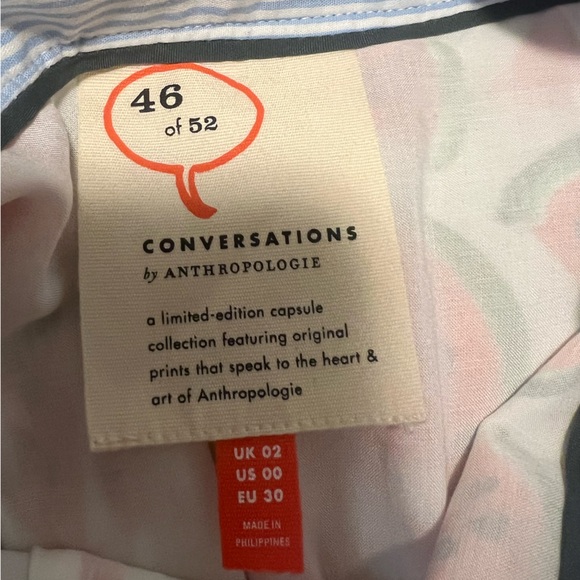 46
of 52
CONVERSATIONS
by ANTHROPOLOGIE
a limited-edition capsule
collection featuring original
prints that speak to the heart &
art of Anthropologie
UK 02
US 00
EU 30
MADE IN
PHILIPPINES